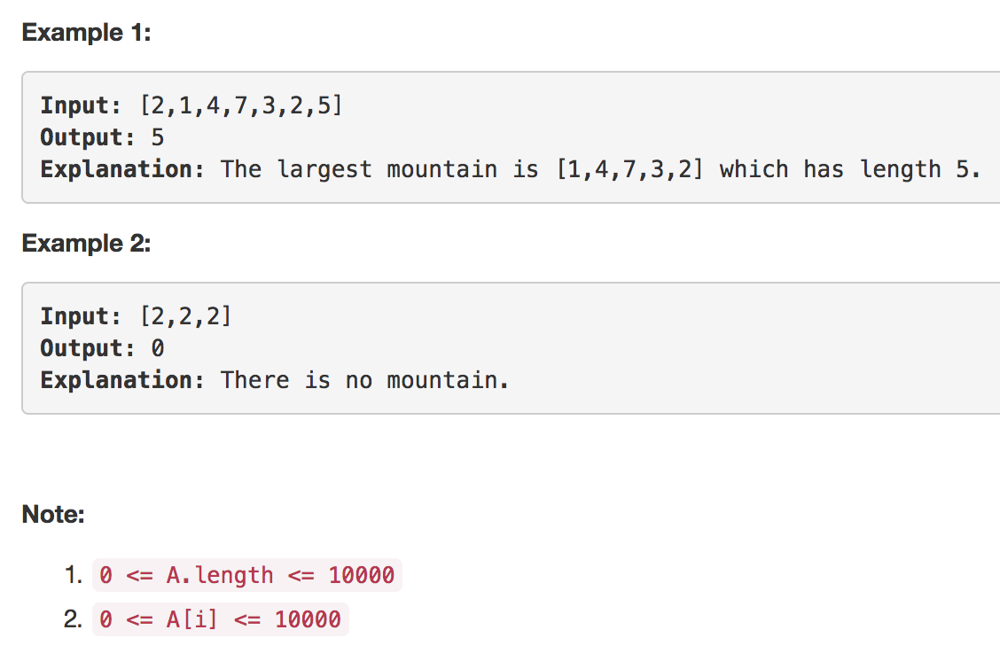 Example 1:
Input: [2,1,4,7,3,2,5]
Output: 5
Explanation: The largest mountain is [1,4,7,3,2] which has length 5.
Example 2:
Input: [2,2,2]
Output: 0
Explanation: There is no mountain.
Note:
1. 0 <= A.length <= 10000
2. 0 <= A[i] <= 10000